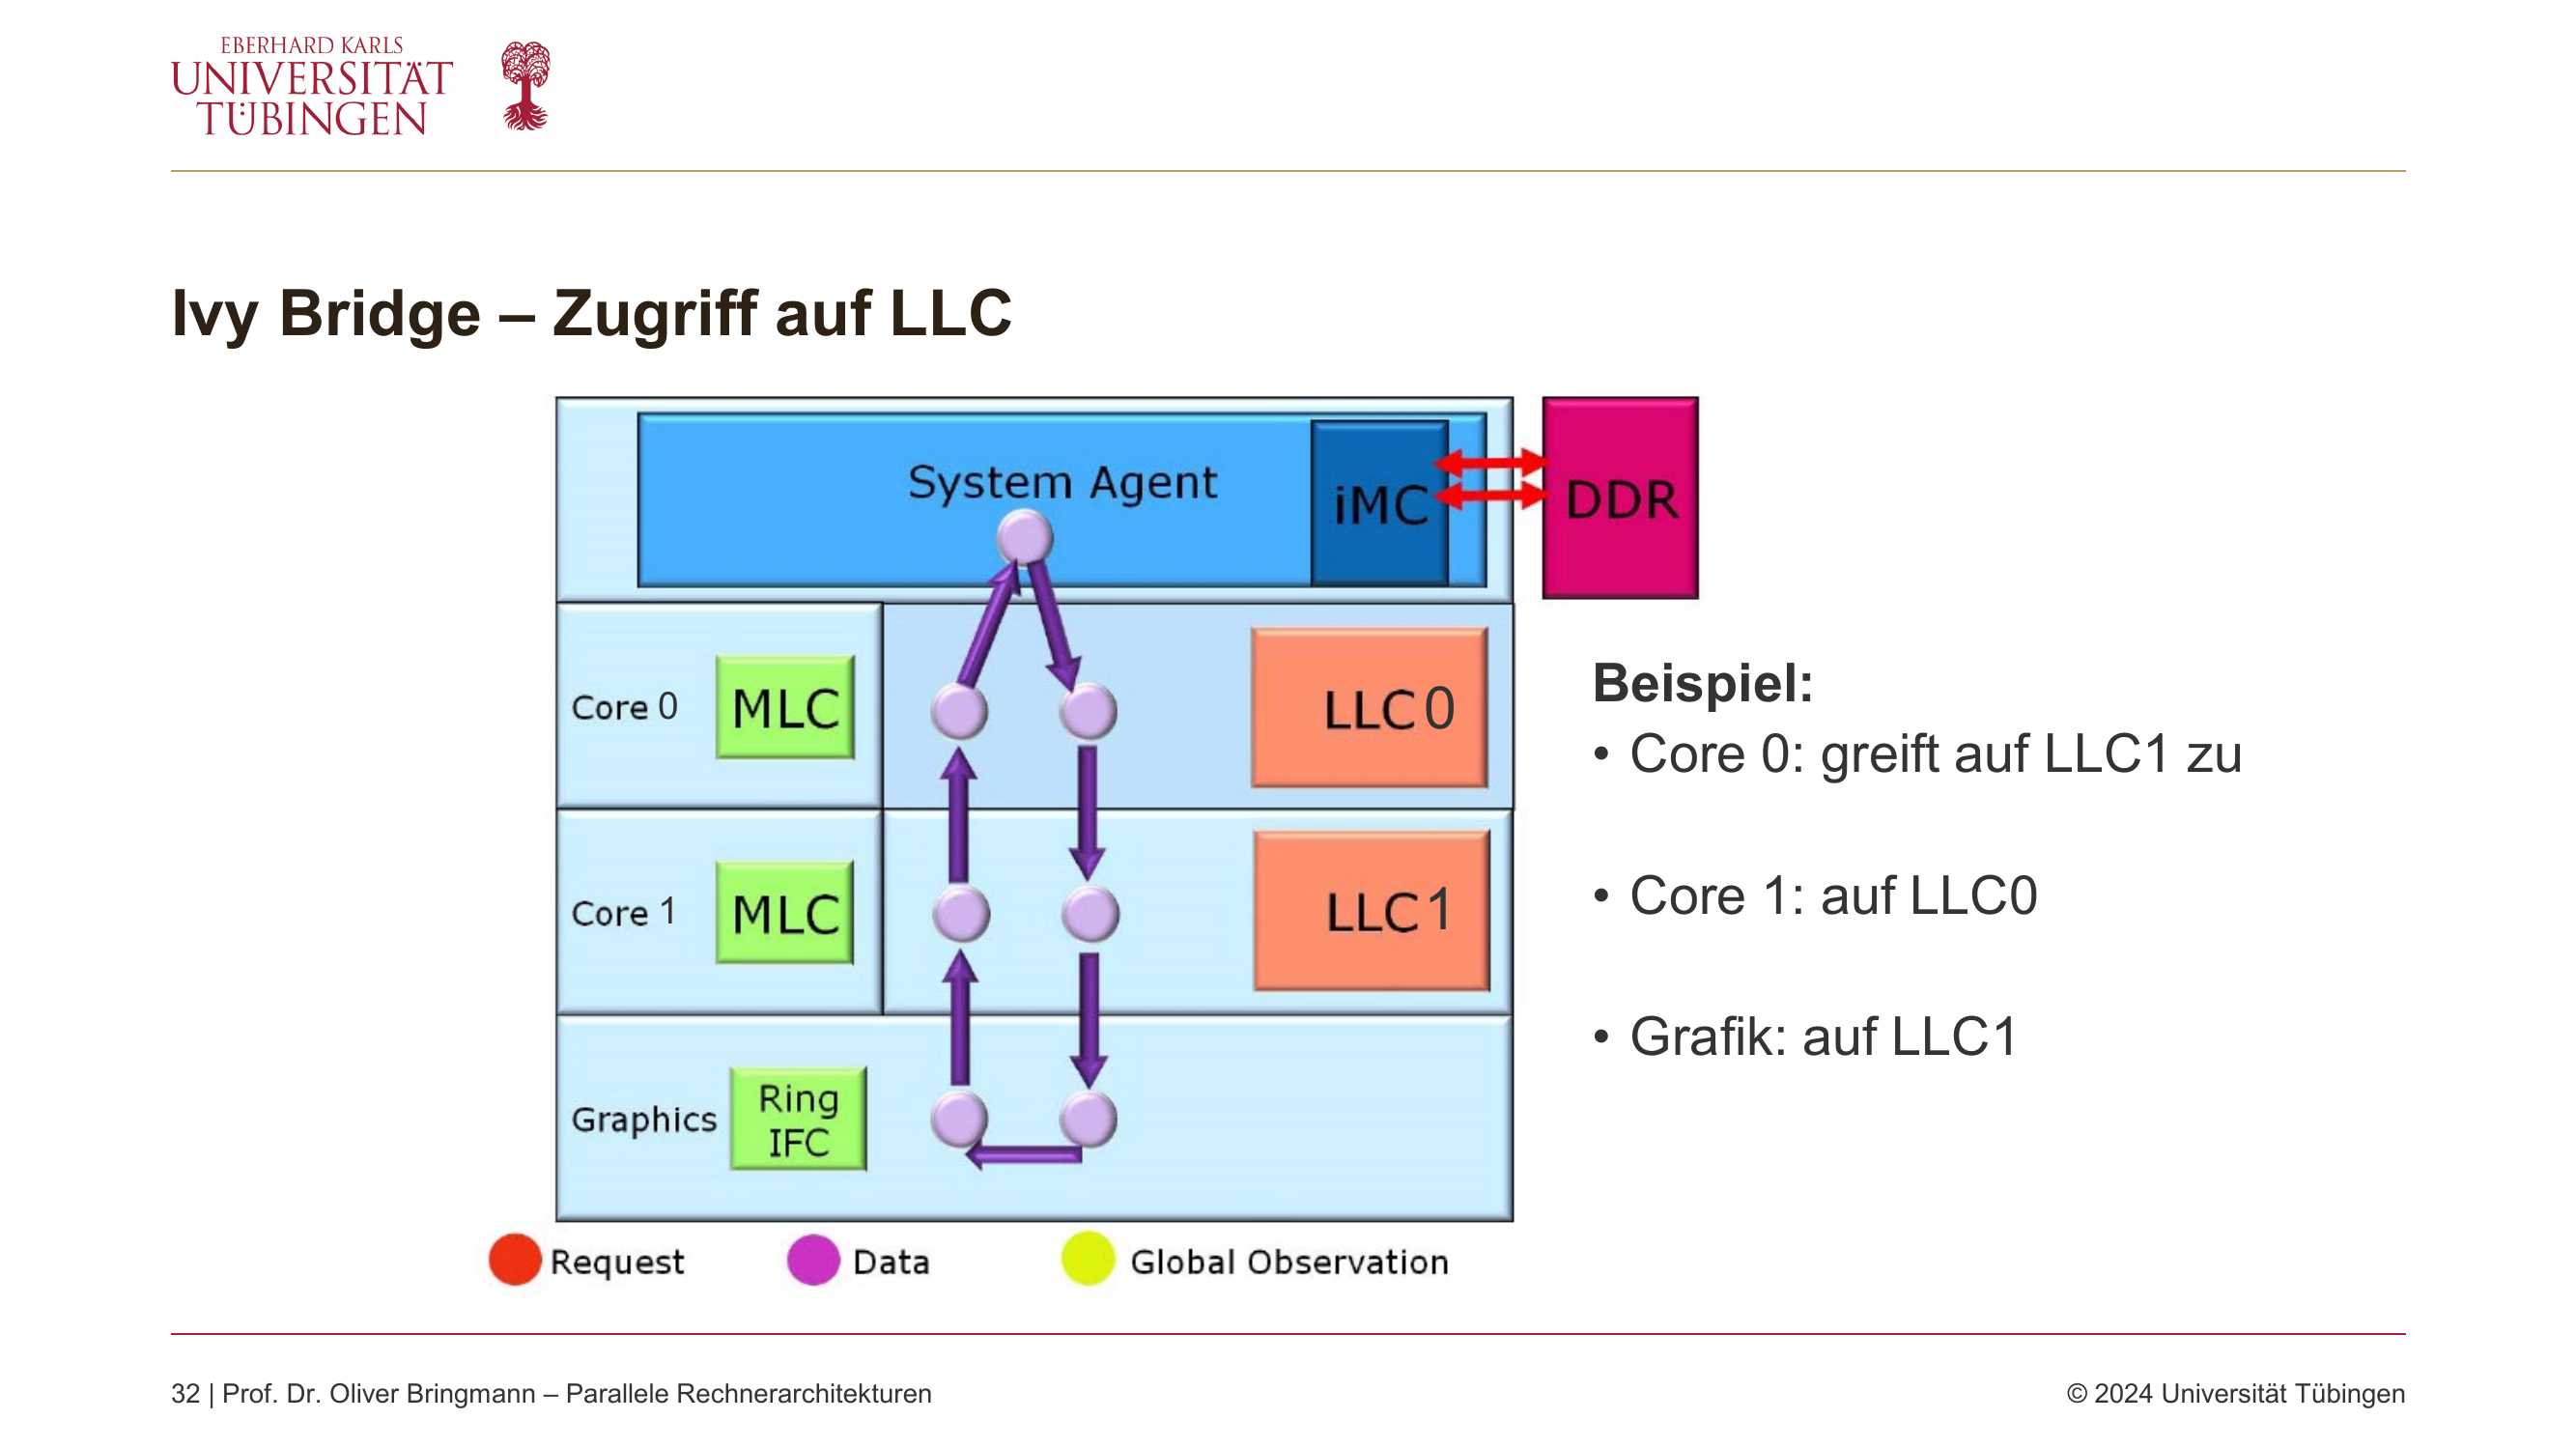 EBERHARD KARLS
UNIVERSITÄT
TÜBINGEN
Ivy Bridge – Zugriff auf LLC
System Agent
iMC
DDR
Core 0
MLC
LLC 0
Core 1
MLC
LLC 1
Graphics
Ring
IFC
Request
Data
Global Observation
Beispiel:
• Core 0: greift auf LLC1 zu
• Core 1: auf LLC0
• Grafik: auf LLC1
32 | Prof. Dr. Oliver Bringmann – Parallele Rechnerarchitekturen
© 2024 Universität Tübingen